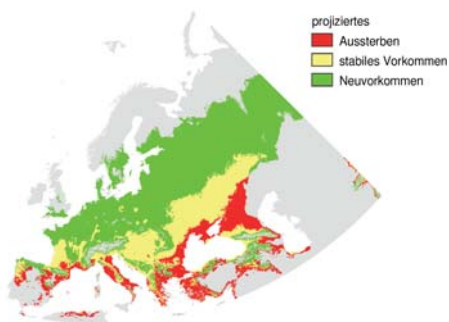 projiziertes
Aussterben
stabiles Vorkommen
Neuvorkommen